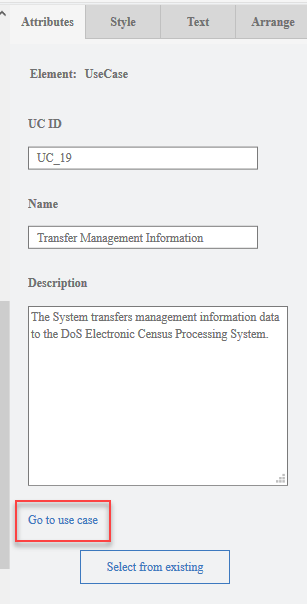 Attributes Style Text Arrange
Element: UseCase
UC ID
UC_19
Name
Transfer Management Information
Description
The System transfers management information data
to the DoS Electronic Census Processing System.
Go to use case
Select from existing